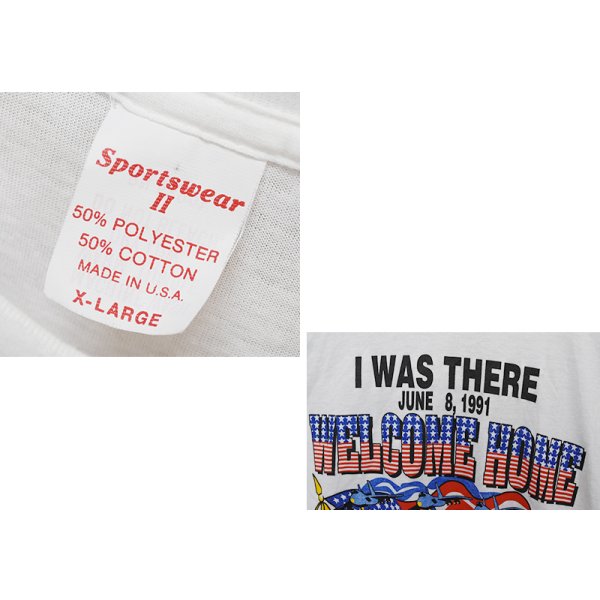 Sportswear
II
50% POLYESTER
50% COTTON
MADE IN U.S.A.
X-LARGE
I WAS THERE
JUNE 8, 1991
WELCOME HOME